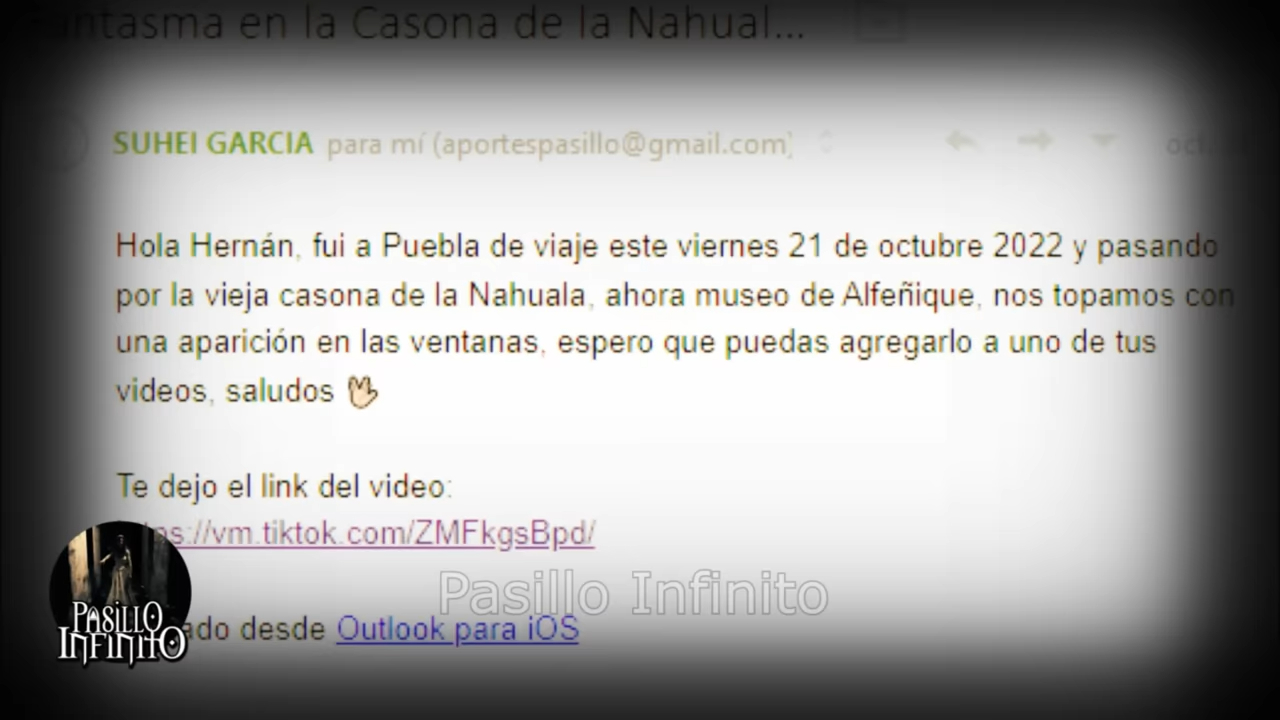 antasma en la Casona de la Nahual...
SUHEI GARCIA para mí (aportespasillo@gmail.com)
Hola Hernán, fui a Puebla de viaje este viernes 21 de octubre 2022 y pasando
por la vieja casona de la Nahuala, ahora museo de Alfeñique, nos topamos con
una aparición en las ventanas, espero que puedas agregarlo a uno de tus
videos, saludos 🖖
Te dejo el link del video:
ps://vm.tiktok.com/ZMFkgsBpd/
Pasillo Infinito
ado desde Outlook para iOS
PASILLO
INFINITO